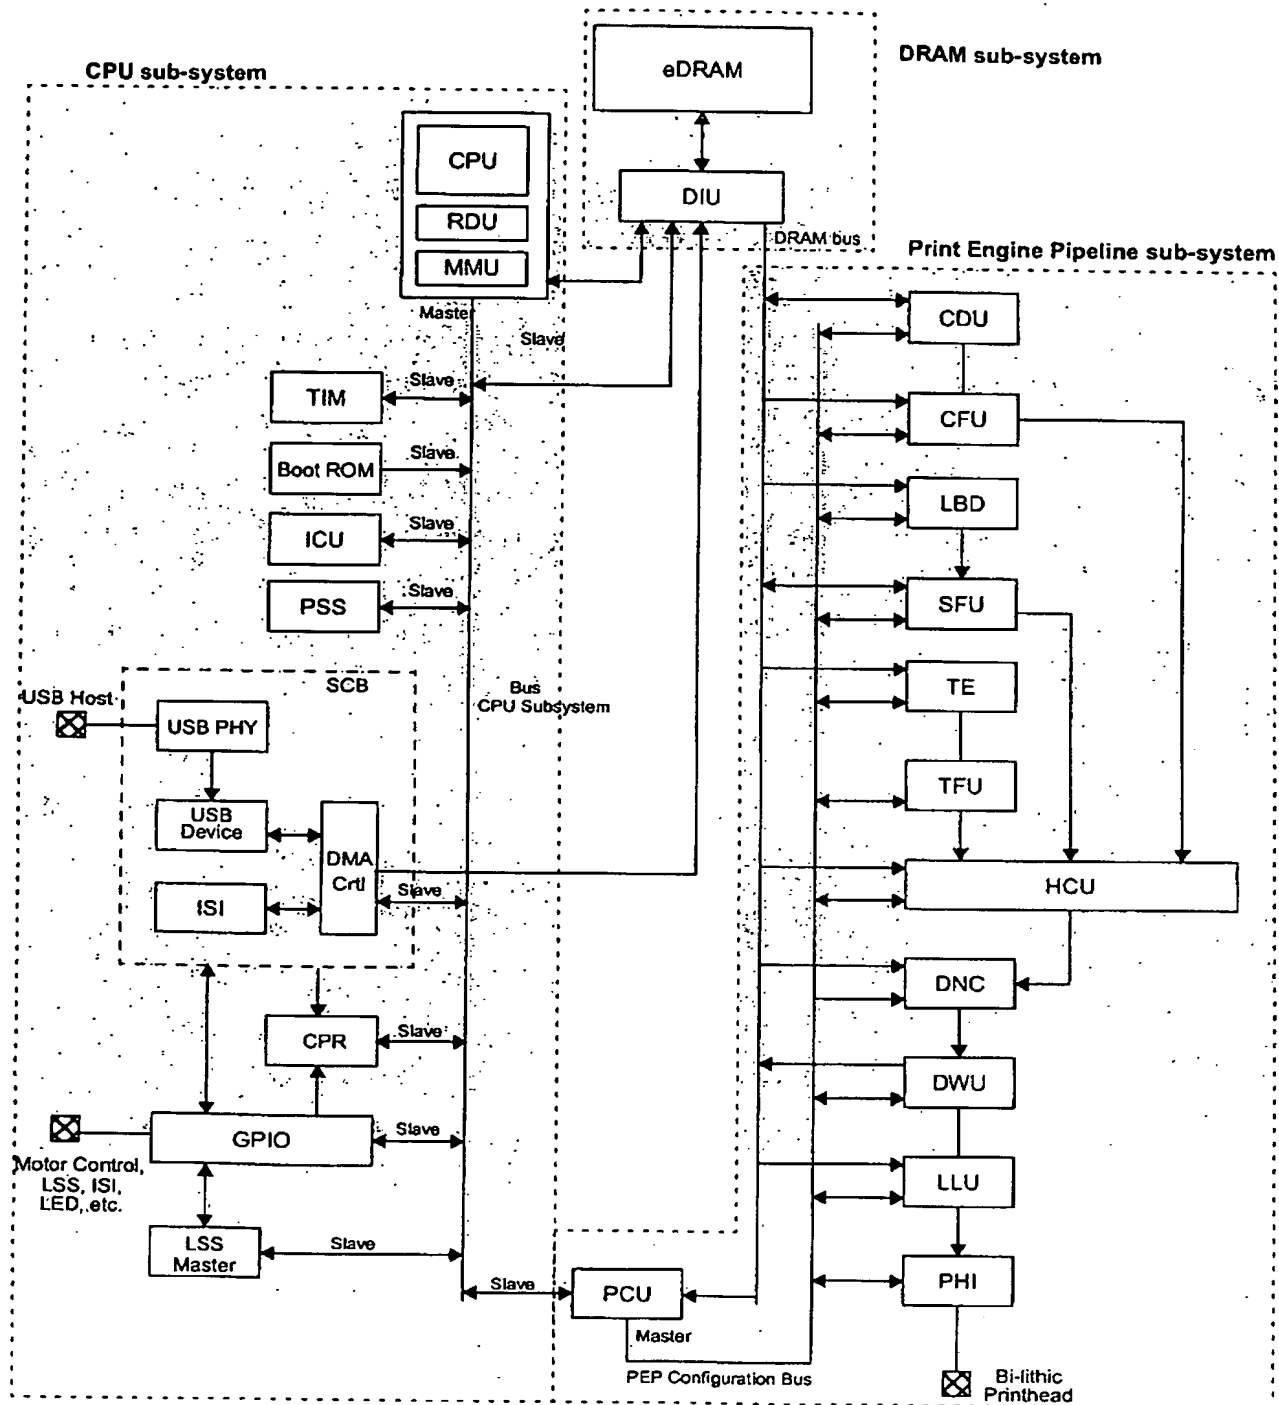 CPU sub-system
eDRAM
DRAM sub-system
CPU
RDU
MMU
DIU
DRAM bus
Print Engine Pipeline sub-system
Master
Slave
CDU
TIM
Slave
CFU
Boot ROM
Slave
LBD
ICU
Slave
PSS
Slave
SFU
SCB
TE
USB Host
USB PHY
Bus
CPU Subsystem
TFU
USB
Device
DMA
Crtl
Slave
ISI
HCU
DNC
CPR
Slave
DWU
GPIO
Slave
Motor Control,
LSS, ISI,
LED, etc.
LLU
LSS
Master
Slave
PHI
Slave
PCU
Master
PEP Configuration Bus
Bi-lithic
Printhead